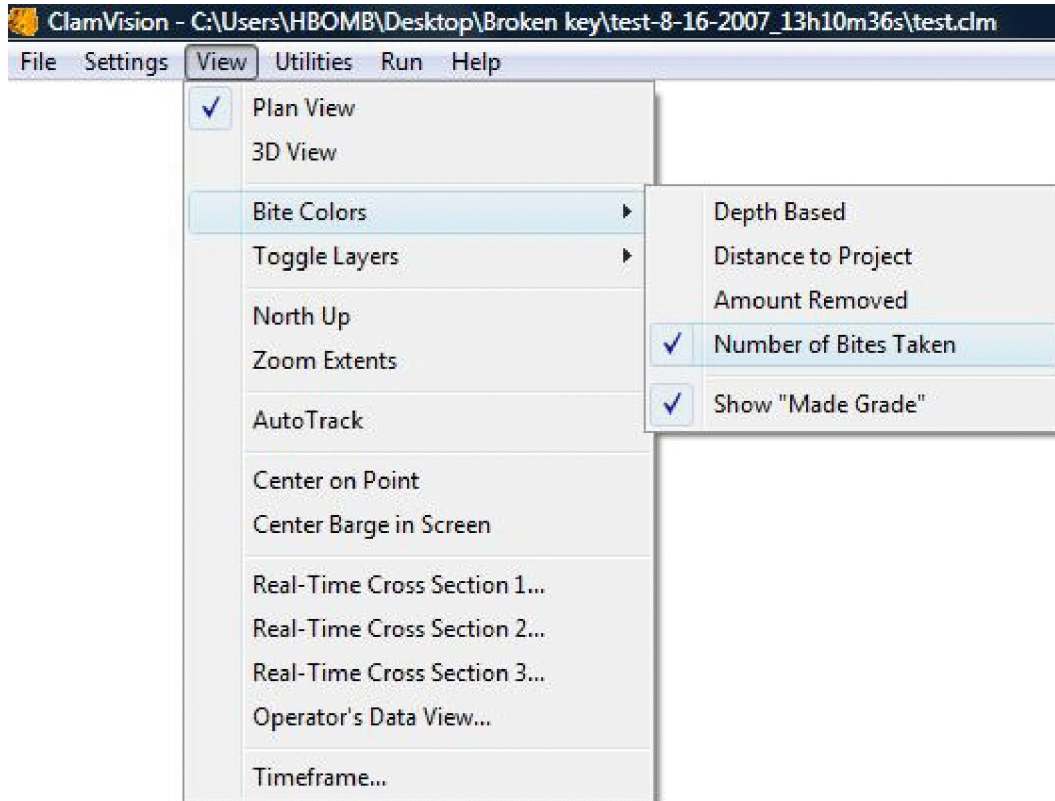 ClamVision - C:\Users\HBOMB\Desktop\Broken key\test-8-16-2007_13h10m36s\test.clm
File Settings View Utilities Run Help
Plan View
3D View
Bite Colors
Toggle Layers
North Up
Zoom Extents
AutoTrack
Center on Point
Center Barge in Screen
Real-Time Cross Section 1...
Real-Time Cross Section 2...
Real-Time Cross Section 3...
Operator's Data View...
Timeframe...
Depth Based
Distance to Project
Amount Removed
Number of Bites Taken
Show "Made Grade"